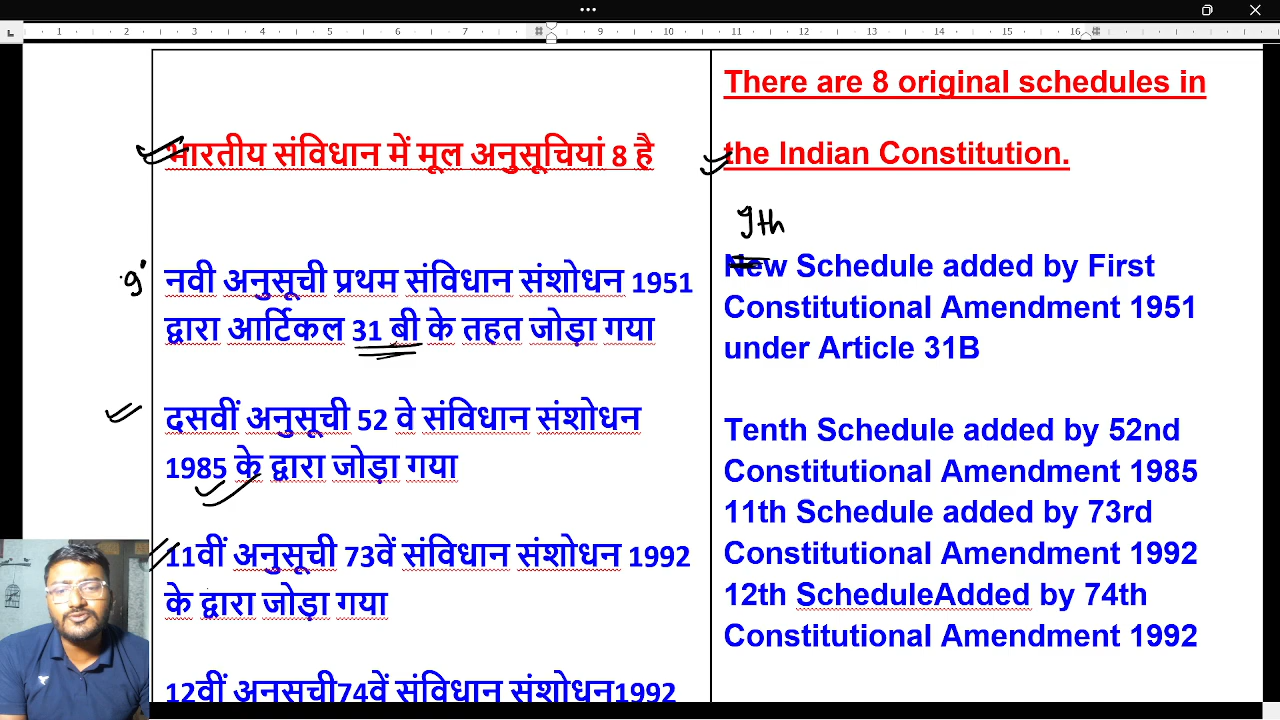 भारतीय संविधान में मूल अनुसूचियां 8 है
9
नवी अनुसूची प्रथम संविधान संशोधन 1951
द्वारा आर्टिकल 31 बी के तहत जोड़ा गया
दसवीं अनुसूची 52 वे संविधान संशोधन
1985 के द्वारा जोड़ा गया
11वीं अनुसूची 73वें संविधान संशोधन 1992
के द्वारा जोड़ा गया
12वीं अनुसूची74वें संविधान संशोधन1992
There are 8 original schedules in
the Indian Constitution.
9th
New Schedule added by First
Constitutional Amendment 1951
under Article 31B
Tenth Schedule added by 52nd
Constitutional Amendment 1985
11th Schedule added by 73rd
Constitutional Amendment 1992
12th ScheduleAdded by 74th
Constitutional Amendment 1992